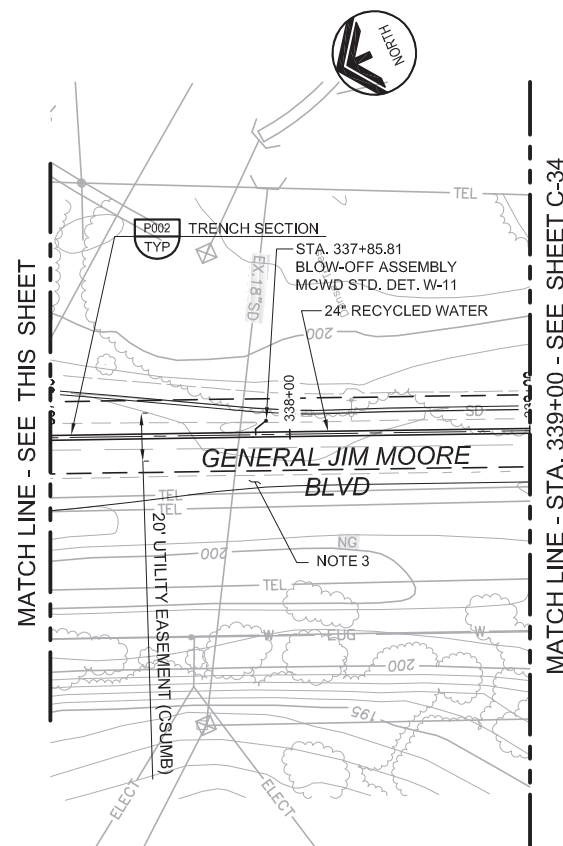 NORTH
TEL
P002
TYP
TRENCH SECTION
STA. 337+85.81
BLOW-OFF ASSEMBLY
MCWD STD. DET. W-11
24" RECYCLED WATER
EX.18"SD
200
338+00
339+00
SD
GENERAL JIM MOORE
BLVD
TEL
TEL
NG
200
NOTE 3
TEL
20' UTILITY EASEMENT (CSUMB)
W
EUG
W
200
195
ELECT
ELECT
MATCH LINE - SEE THIS SHEET
MATCH LINE - STA. 339+00 - SEE SHEET C-34